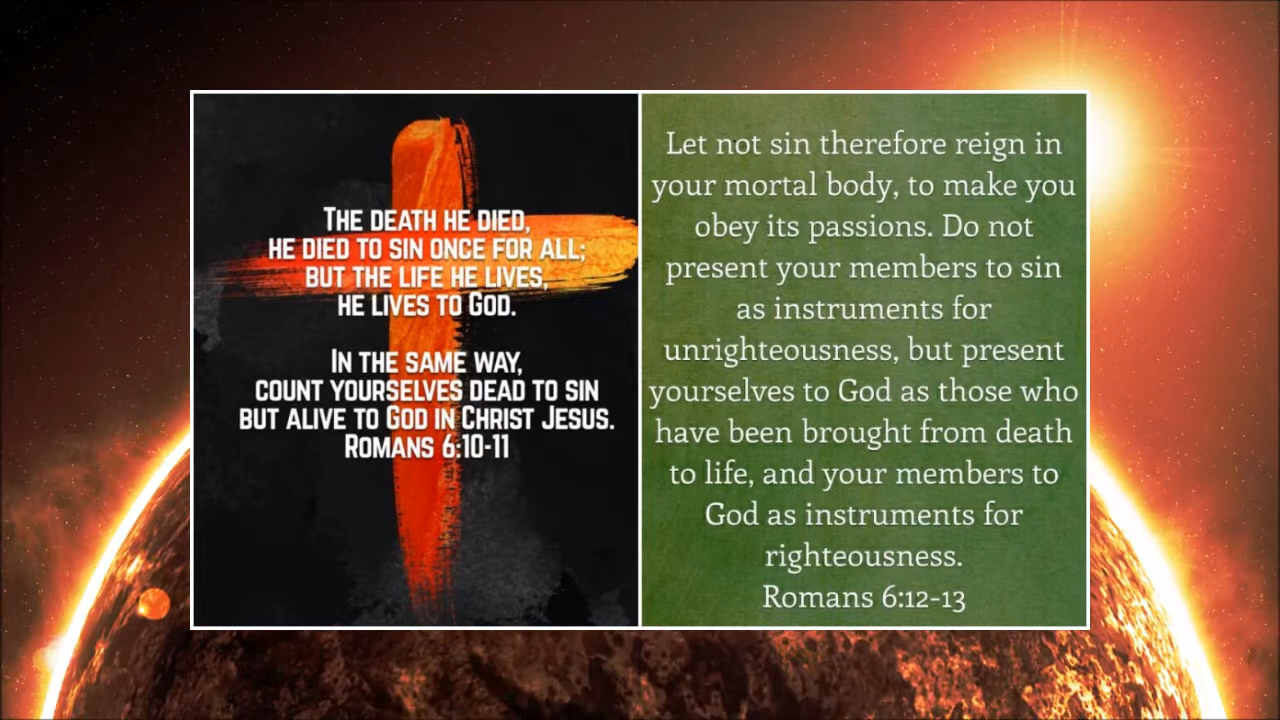 THE DEATH HE DIED,
HE DIED TO SIN ONCE FOR ALL;
BUT THE LIFE HE LIVES,
HE LIVES TO GOD.
IN THE SAME WAY,
COUNT YOURSELVES DEAD TO SIN
BUT ALIVE TO GOD IN CHRIST JESUS.
ROMANS 6:10-11
Let not sin therefore reign in
your mortal body, to make you
obey its passions. Do not
present your members to sin
as instruments for
unrighteousness, but present
yourselves to God as those who
have been brought from death
to life, and your members to
God as instruments for
righteousness.
Romans 6:12-13